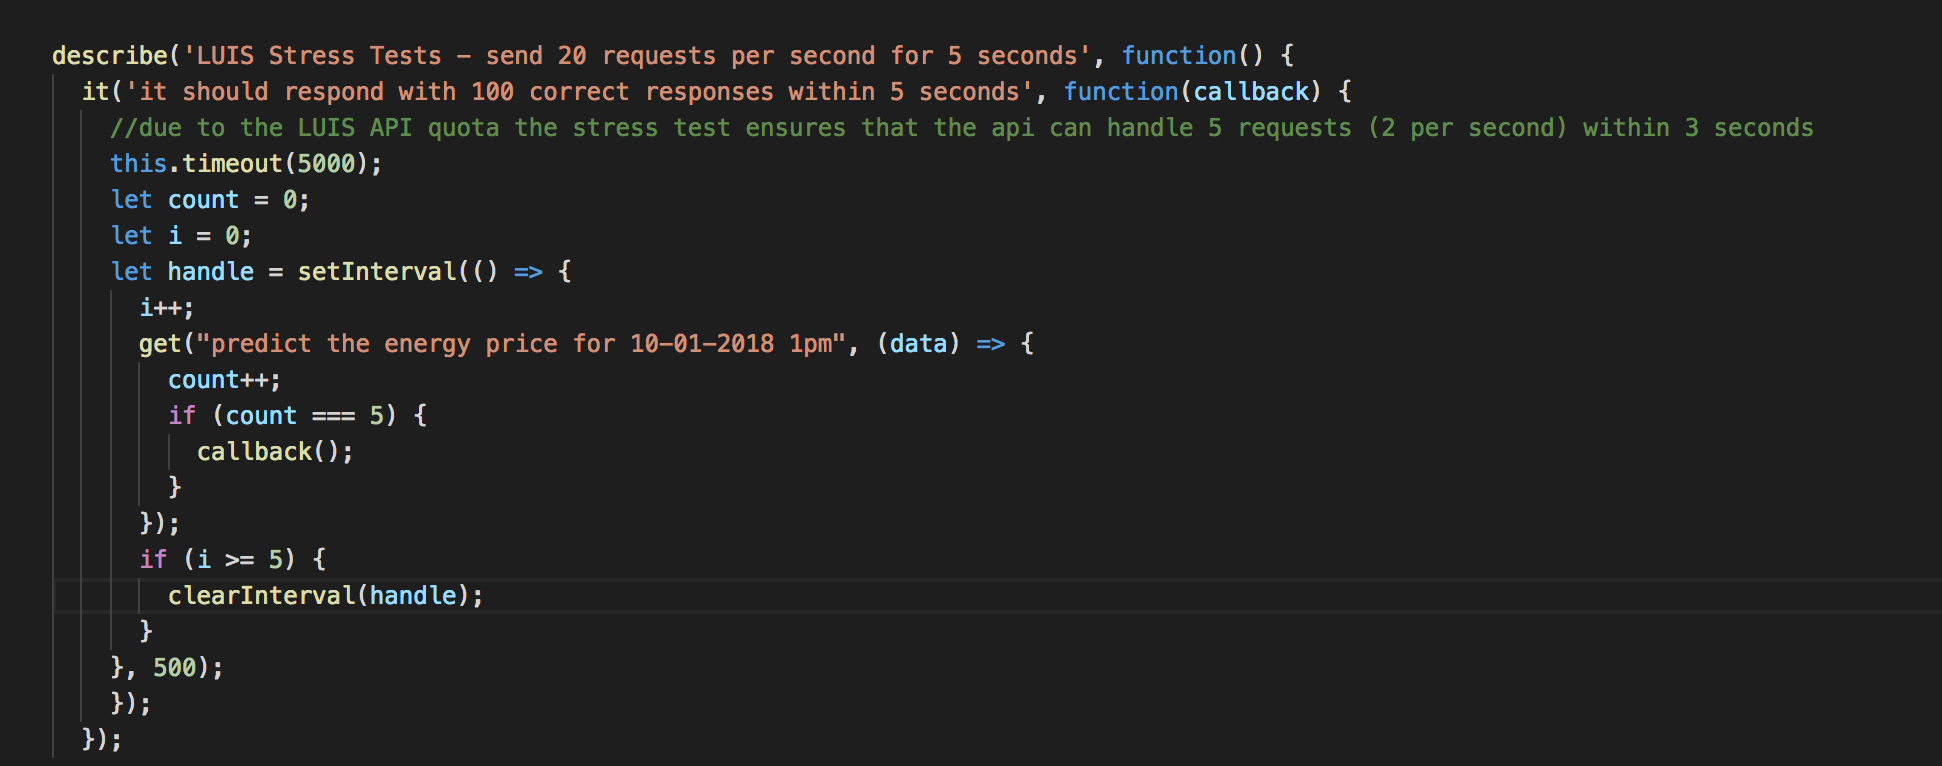 describe('LUIS Stress Tests – send 20 requests per second for 5 seconds', function() {
it('it should respond with 100 correct responses within 5 seconds', function(callback) {
//due to the LUIS API quota the stress test ensures that the api can handle 5 requests (2 per second) within 3 seconds
this.timeout(5000);
let count = 0;
let i = 0;
let handle = setInterval(() => {
i++;
get("predict the energy price for 10-01-2018 1pm", (data) => {
count++;
if (count === 5) {
callback();
}
});
if (i >= 5) {
clearInterval(handle);
}
}, 500);
});
});